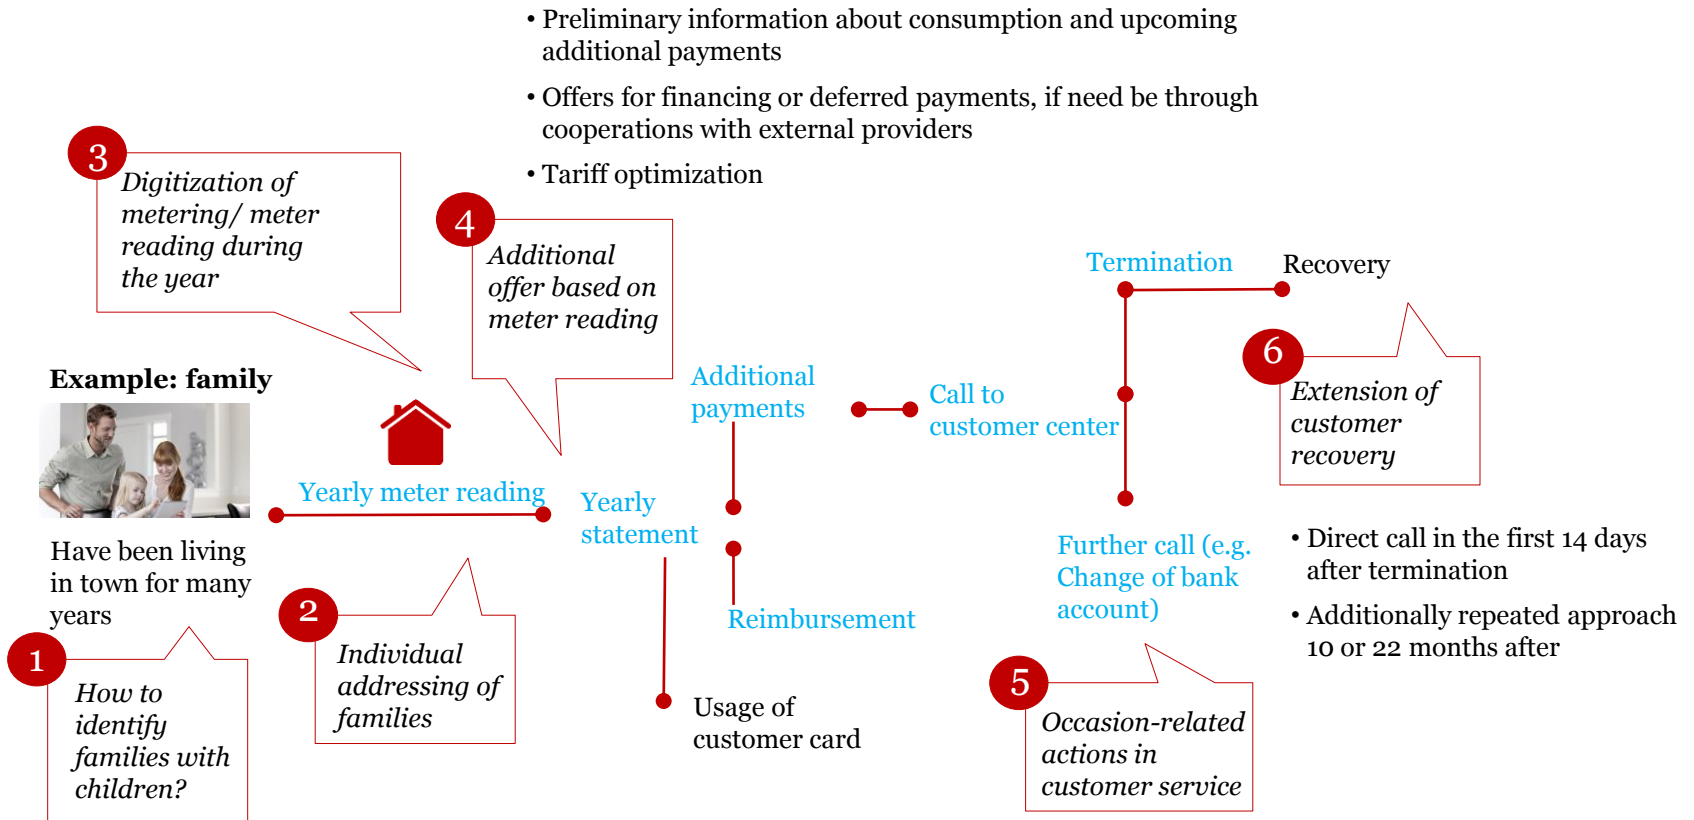 • Preliminary information about consumption and upcoming
additional payments
• Offers for financing or deferred payments, if need be through
cooperations with external providers
• Tariff optimization
3
Digitization of
metering/ meter
reading during
the year
4
Additional
offer based on
meter reading
Termination
Recovery
6
Extension of
customer
recovery
Example: family
Additional
payments
Call to
customer center
Yearly meter reading
Yearly
statement
Have been living
in town for many
years
Further call (e.g.
Change of bank
account)
• Direct call in the first 14 days
after termination
• Additionally repeated approach
10 or 22 months after
Reimbursement
1
How to
identify
families with
children?
2
Individual
addressing of
families
Usage of
customer card
5
Occasion-related
actions in
customer service